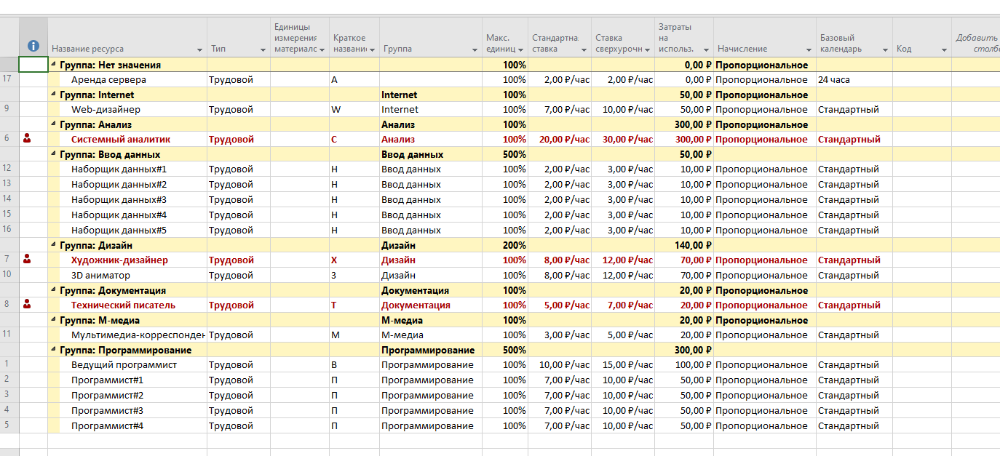 Название ресурса Тип Единицы измерения материалс Краткое названи Группа Макс. единиц Стандартна ставка Ставка сверхурочн Затраты на использ. Начисление Базовый календарь Код Добавить столбе
Группа: Нет значения 100% 0,00 ₽ Пропорциональное
17 Аренда сервера Трудовой А 100% 2,00 ₽/час 2,00 ₽/час 0,00 ₽ Пропорциональное 24 часа
Группа: Internet Internet 100% 50,00 ₽ Пропорциональное
9 Web-дизайнер Трудовой W Internet 100% 7,00 ₽/час 10,00 ₽/час 50,00 ₽ Пропорциональное Стандартный
Группа: Анализ Анализ 100% 300,00 ₽ Пропорциональное
6 Системный аналитик Трудовой С Анализ 100% 20,00 ₽/час 30,00 ₽/час 300,00 ₽ Пропорциональное Стандартный
Группа: Ввод данных Ввод данных 500% 50,00 ₽
12 Наборщик данных#1 Трудовой Н Ввод данных 100% 2,00 ₽/час 3,00 ₽/час 10,00 ₽ Пропорциональное Стандартный
13 Наборщик данных#2 Трудовой Н Ввод данных 100% 2,00 ₽/час 3,00 ₽/час 10,00 ₽ Пропорциональное Стандартный
14 Наборщик данных#3 Трудовой Н Ввод данных 100% 2,00 ₽/час 3,00 ₽/час 10,00 ₽ Пропорциональное Стандартный
15 Наборщик данных#4 Трудовой Н Ввод данных 100% 2,00 ₽/час 3,00 ₽/час 10,00 ₽ Пропорциональное Стандартный
16 Наборщик данных#5 Трудовой Н Ввод данных 100% 2,00 ₽/час 3,00 ₽/час 10,00 ₽ Пропорциональное Стандартный
Группа: Дизайн Дизайн 200% 140,00 ₽
7 Художник-дизайнер Трудовой Х Дизайн 100% 8,00 ₽/час 12,00 ₽/час 70,00 ₽ Пропорциональное Стандартный
10 3D аниматор Трудовой 3 Дизайн 100% 8,00 ₽/час 12,00 ₽/час 70,00 ₽ Пропорциональное Стандартный
Группа: Документация Документация 100% 20,00 ₽ Пропорциональное
8 Технический писатель Трудовой Т Документация 100% 5,00 ₽/час 7,00 ₽/час 20,00 ₽ Пропорциональное Стандартный
Группа: М-медиа М-медиа 100% 20,00 ₽ Пропорциональное
11 Мультимедиа-корреспонден Трудовой М М-медиа 100% 3,00 ₽/час 5,00 ₽/час 20,00 ₽ Пропорциональное Стандартный
Группа: Программирование Программирование 500% 300,00 ₽
1 Ведущий программист Трудовой В Программирование 100% 10,00 ₽/час 15,00 ₽/час 100,00 ₽ Пропорциональное Стандартный
2 Программист#1 Трудовой П Программирование 100% 7,00 ₽/час 10,00 ₽/час 50,00 ₽ Пропорциональное Стандартный
3 Программист#2 Трудовой П Программирование 100% 7,00 ₽/час 10,00 ₽/час 50,00 ₽ Пропорциональное Стандартный
4 Программист#3 Трудовой П Программирование 100% 7,00 ₽/час 10,00 ₽/час 50,00 ₽ Пропорциональное Стандартный
5 Программист#4 Трудовой П Программирование 100% 7,00 ₽/час 10,00 ₽/час 50,00 ₽ Пропорциональное Стандартный